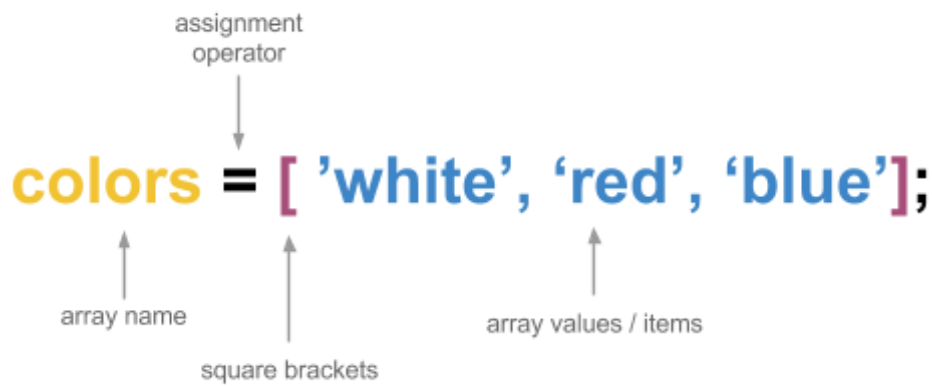 assignment
operator
colors = [ ’white’, ‘red’, ‘blue’];
array name
array values / items
square brackets